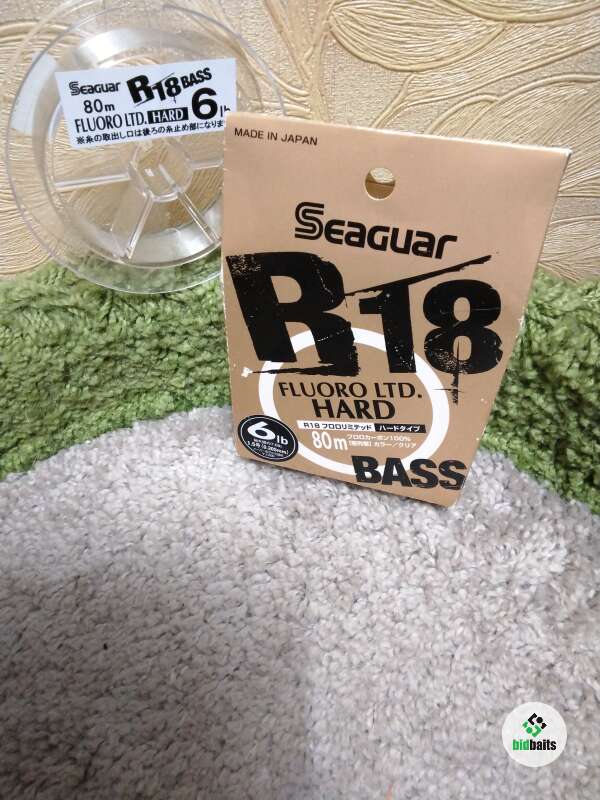 Seaguar R18 BASS
80m FLUORO LTD. HARD 6lb
※糸の取出し口は後ろの糸止め部になりま
MADE IN JAPAN
Seaguar
R18
FLUORO LTD.
HARD
R18 フロロリミテッド ハードタイプ
6lb
80m フロロカーボン100%
カラー／クリア
BASS
bidbaits